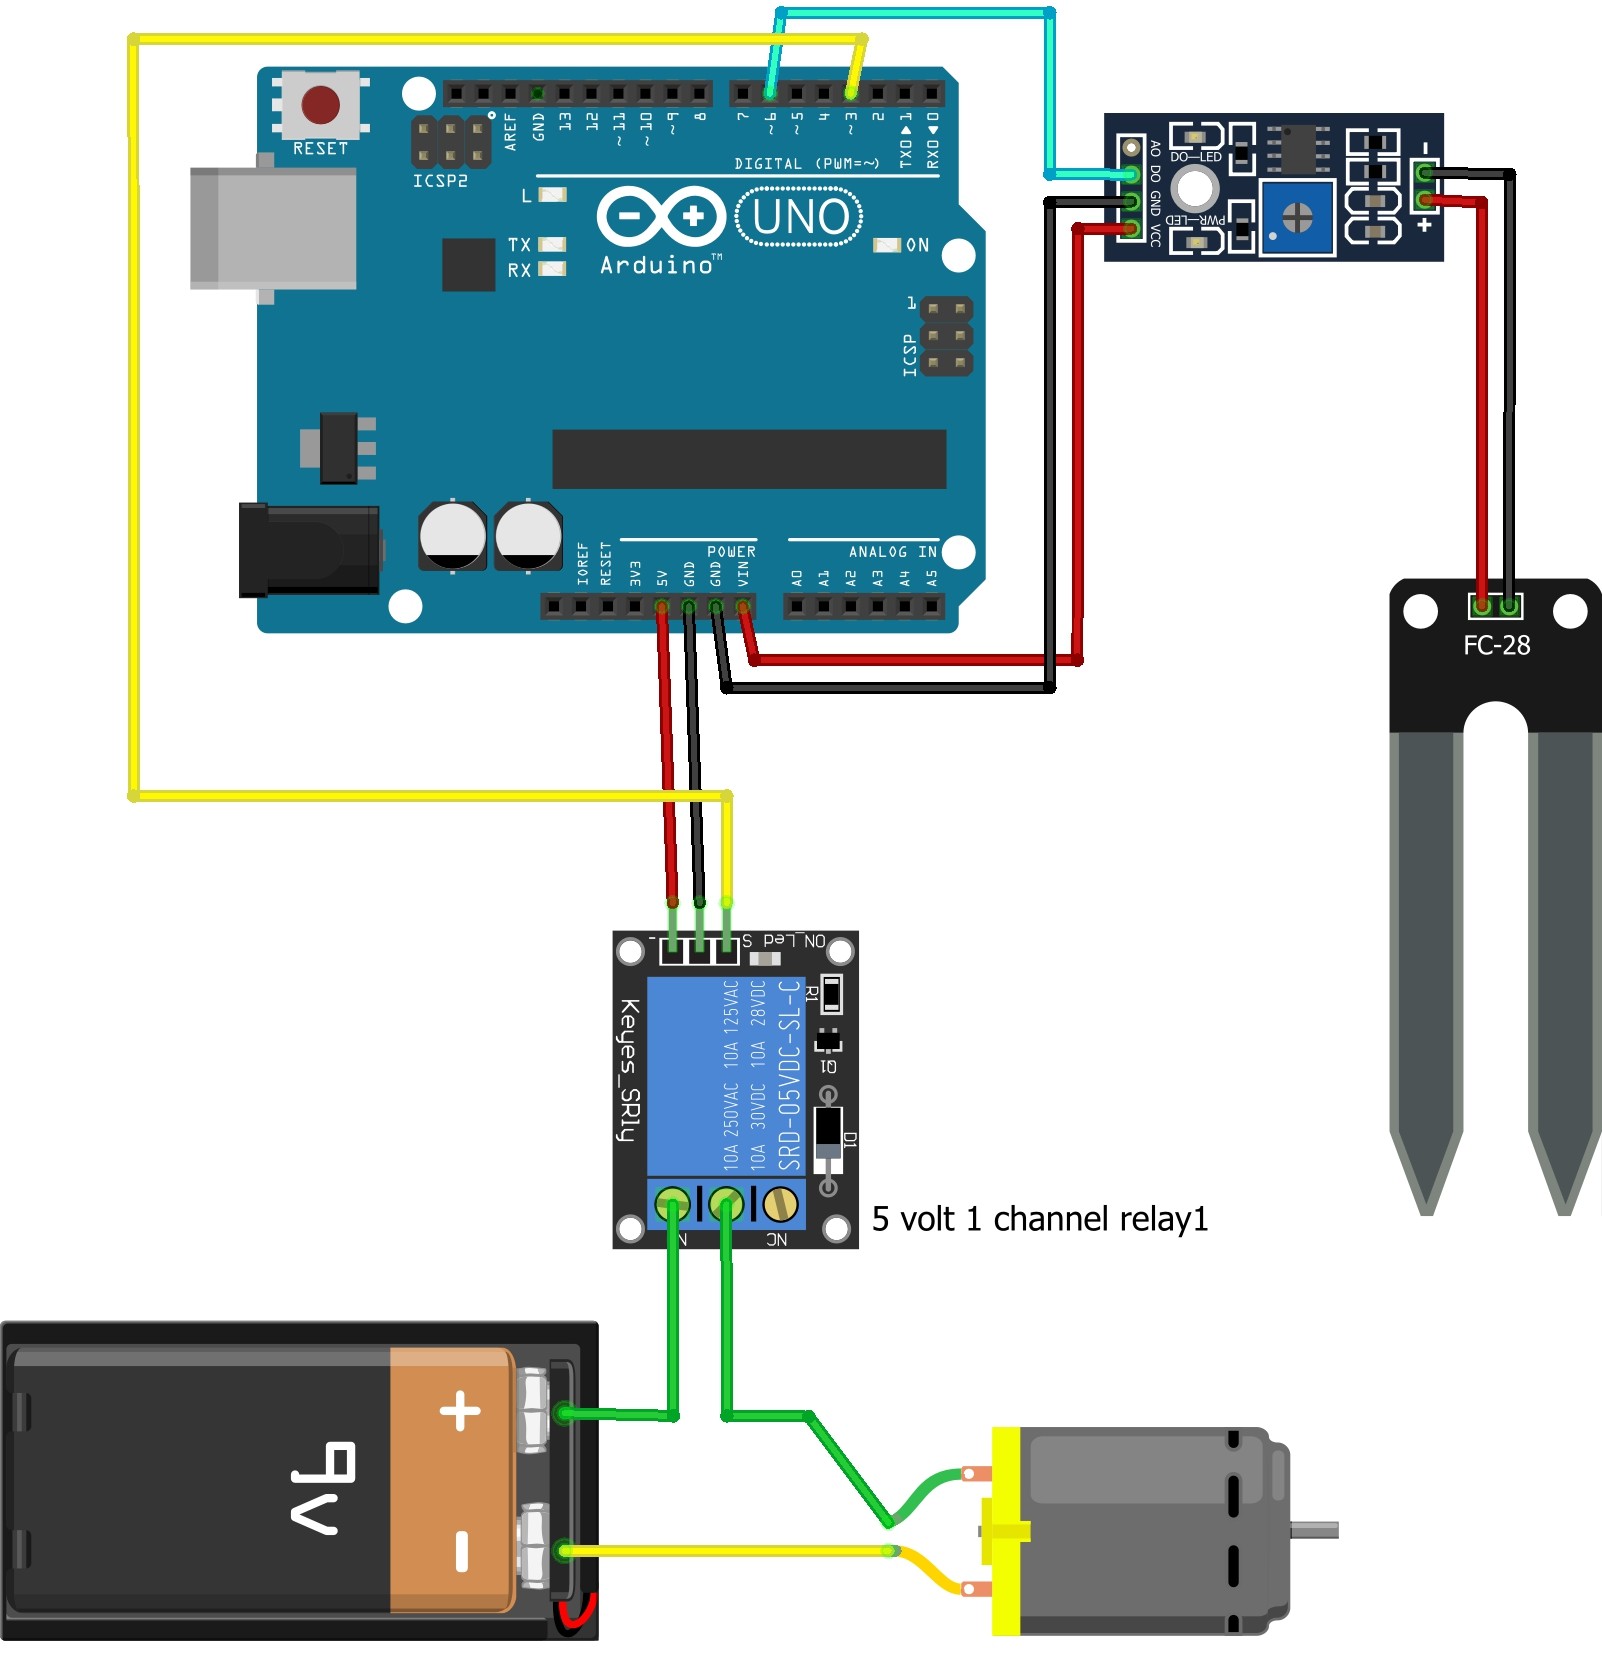 RESET
ICSP2
AREF
GND
13
12
~11
~10
~9
8
7
~6
~5
4
~3
2
TX0▶1
RX0◀0
DIGITAL (PWM=~)
L
TX
RX
UNO
Arduino™
ON
1
ICSP
POWER
ANALOG IN
IOREF
RESET
3V3
5V
GND
GND
VIN
A0
A1
A2
A3
A4
A5
AO
DO
GND
VCC
DO—LED
PWR—LED
-
+
FC-28
-
S
ON_Led
Keyes_SRly
10A 250VAC 10A 125VAC
10A 30VDC 10A 28VDC
SRD-05VDC-SL-C
R1
Q1
D1
N
NC
5 volt 1 channel relay1
+
9v
-